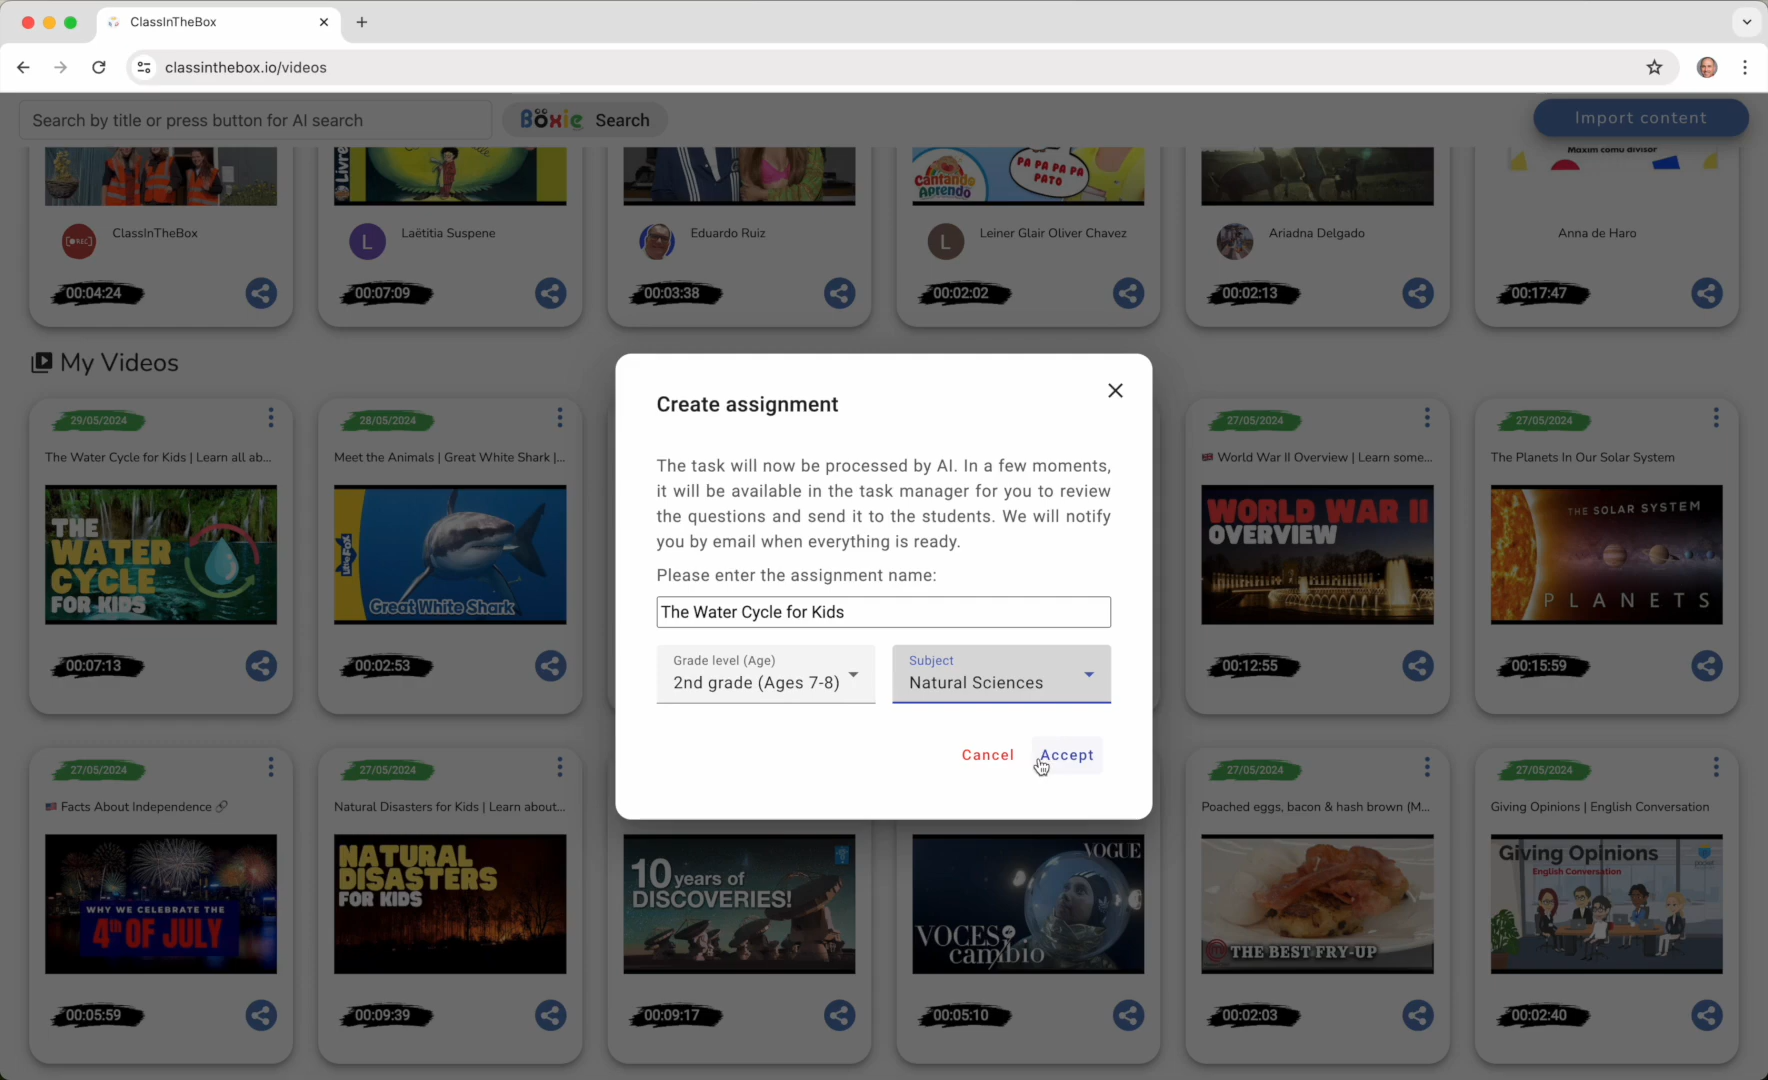 ClassInTheBox
classinthebox.io/videos
Search by title or press button for AI search
Böxie Search
Import content
Livre
Cantando Aprendo
PA PA PA
PATO
Maxim comú divisor
[●REC]
ClassInTheBox
L
Laëtitia Suspene
Eduardo Ruiz
L
Leiner Glair Oliver Chavez
Ariadna Delgado
Anna de Haro
00:04:24
00:07:09
00:03:38
00:02:02
00:02:13
00:17:47
My Videos
29/05/2024
28/05/2024
27/05/2024
27/05/2024
The Water Cycle for Kids | Learn all ab...
Meet the Animals | Great White Shark |...
World War II Overview | Learn some...
The Planets In Our Solar System
THE
WATER
CYCLE
FOR KIDS
Little Fox
Great White Shark
WORLD WAR II
OVERVIEW
THE SOLAR SYSTEM
PLANETS
00:07:13
00:02:53
00:12:55
00:15:59
Create assignment
The task will now be processed by AI. In a few moments,
it will be available in the task manager for you to review
the questions and send it to the students. We will notify
you by email when everything is ready.
Please enter the assignment name:
The Water Cycle for Kids
Grade level (Age)
2nd grade (Ages 7-8)
Subject
Natural Sciences
Cancel
Accept
27/05/2024
27/05/2024
27/05/2024
27/05/2024
Facts About Independence
Natural Disasters for Kids | Learn about...
Poached eggs, bacon & hash brown (M...
Giving Opinions | English Conversation
WHY WE CELEBRATE THE
4th OF JULY
NATURAL
DISASTERS
FOR KIDS
10 years of
DISCOVERIES!
VOGUE
VOCES
cambio
THE BEST FRY-UP
Giving Opinions
English Conversation
pocket
00:05:59
00:09:39
00:09:17
00:05:10
00:02:03
00:02:40